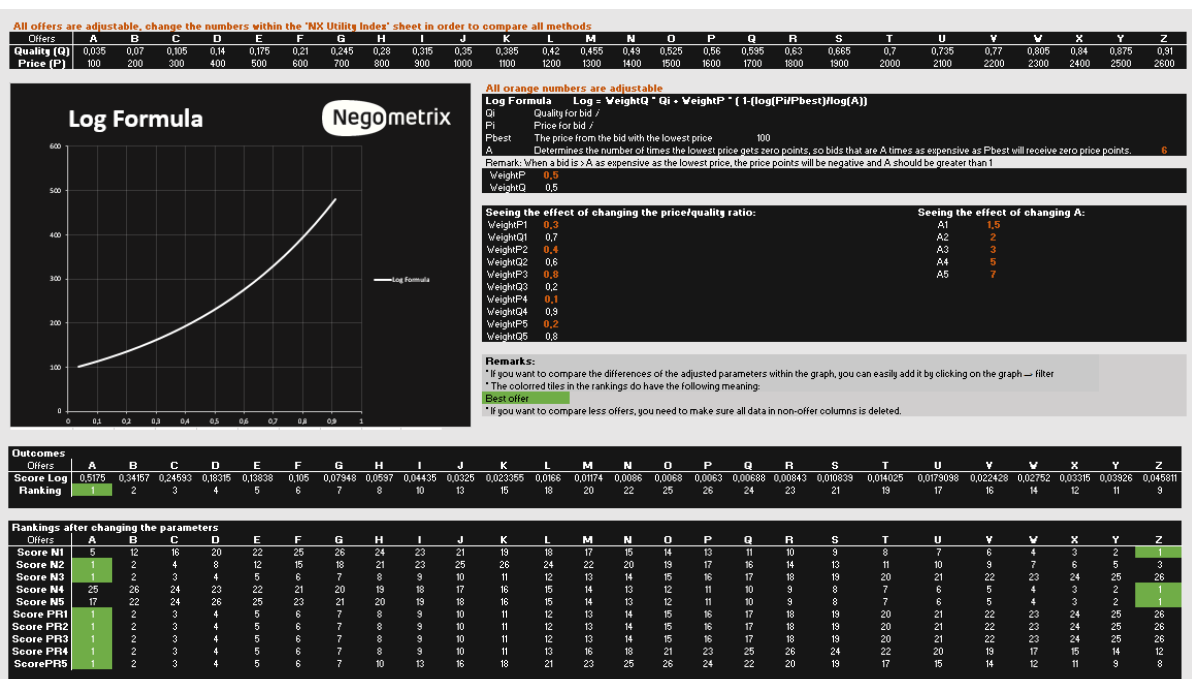 All offers are adjustable, change the numbers within the 'NX Utility Index' sheet in order to compare all methods
Offers A B C D E F G H I J K L M N O P Q R S T U V W X Y Z
Quality (Q) 0,035 0,07 0,105 0,14 0,175 0,21 0,245 0,28 0,315 0,35 0,385 0,42 0,455 0,49 0,525 0,56 0,595 0,63 0,665 0,7 0,735 0,77 0,805 0,84 0,875 0,91
Price (P) 100 200 300 400 500 600 700 800 900 1000 1100 1200 1300 1400 1500 1600 1700 1800 1900 2000 2100 2200 2300 2400 2500 2600
Log Formula
Negometrix
600
500
400
300
200
100
0
0 0,1 0,2 0,3 0,4 0,5 0,6 0,7 0,8 0,9 1
Log Formula
All orange numbers are adjustable
Log Formula Log = WeightQ * Qi + WeightP * ( 1-(log(Pi/Pbest)/log(A))
Qi Quality for bid i
Pi Price for bid i
Pbest The price from the bid with the lowest price 100
A Determines the number of times the lowest price gets zero points, so bids that are A times as expensive as Pbest will receive zero price points. 6
Remark: When a bid is > A as expensive as the lowest price, the price points will be negative and A should be greater than 1
WeightP 0,5
WeightQ 0,5
Seeing the effect of changing the price/quality ratio: Seeing the effect of changing A:
WeightP1 0,3 A1 1,5
WeightQ1 0,7 A2 2
WeightP2 0,4 A3 3
WeightQ2 0,6 A4 5
WeightP3 0,8 A5 7
WeightQ3 0,2
WeightP4 0,1
WeightQ4 0,9
WeightP5 0,2
WeightQ5 0,8
Remarks:
* If you want to compare the differences of the adjusted parameters within the graph, you can easily add it by clicking on the graph → filter
* The colorred tiles in the rankings do have the following meaning:
Best offer
* If you want to compare less offers, you need to make sure all data in non-offer columns is deleted.
Outcomes
Offers A B C D E F G H I J K L M N O P Q R S T U V W X Y Z
Score Log 0,5175 0,34157 0,24593 0,18315 0,13838 0,105 0,07948 0,0597 0,04435 0,0325 0,023355 0,0166 0,01174 0,0086 0,0068 0,0063 0,00688 0,00843 0,010839 0,014025 0,0179098 0,022428 0,02752 0,03315 0,03926 0,045811
Ranking 1 2 3 4 5 6 7 8 10 13 15 18 20 22 25 26 24 23 21 19 17 16 14 12 11 9
Rankings after changing the parameters
Offers A B C D E F G H I J K L M N O P Q R S T U V W X Y Z
Score N1 5 12 16 20 22 25 26 24 23 21 19 18 17 15 14 13 11 10 9 8 7 6 4 3 2 1
Score N2 1 2 4 8 12 15 18 21 23 25 26 24 22 20 19 17 16 14 13 11 10 9 7 6 5 3
Score N3 1 2 3 4 5 6 7 8 9 10 11 12 13 14 15 16 17 18 19 20 21 22 23 24 25 26
Score N4 25 26 24 23 22 21 20 19 18 17 16 15 14 13 12 11 10 9 8 7 6 5 4 3 2 1
Score N5 17 22 24 26 25 23 21 20 19 18 16 15 14 13 12 11 10 9 8 7 6 5 4 3 2 1
Score PR1 1 2 3 4 5 6 7 8 9 10 11 12 13 14 15 16 17 18 19 20 21 22 23 24 25 26
Score PR2 1 2 3 4 5 6 7 8 9 10 11 12 13 14 15 16 17 18 19 20 21 22 23 24 25 26
Score PR3 1 2 3 4 5 6 7 8 9 10 11 12 13 14 15 16 17 18 19 20 21 22 23 24 25 26
Score PR4 1 2 3 4 5 6 7 8 9 10 11 13 16 18 21 23 25 26 24 22 20 19 17 15 14 12
ScorePR5 1 2 3 4 5 6 7 10 13 16 18 21 23 25 26 24 22 20 19 17 15 14 12 11 9 8